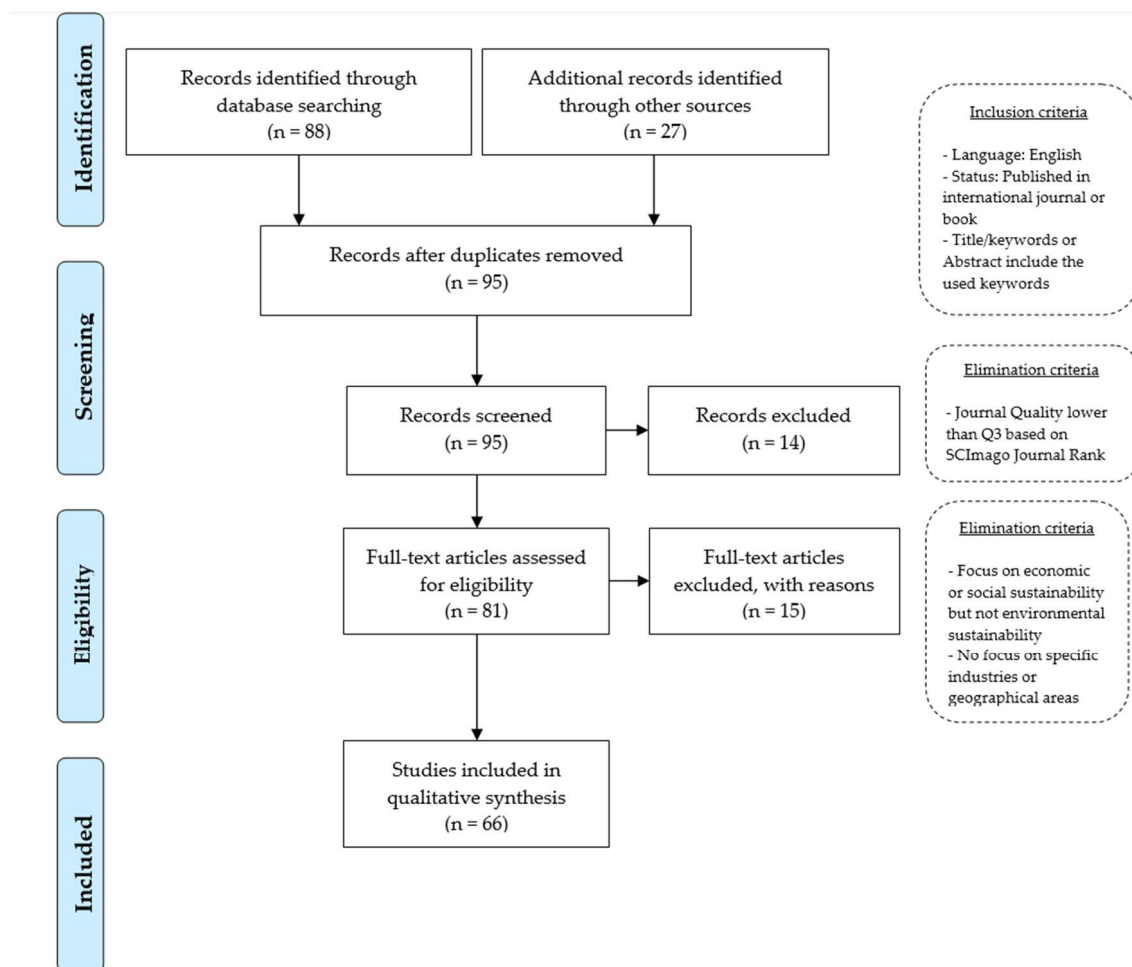 Identification
Records identified through
database searching
(n = 88)
Additional records identified
through other sources
(n = 27)
Records after duplicates removed
(n = 95)
Inclusion criteria
- Language: English
- Status: Published in
international journal or
book
- Title/keywords or
Abstract include the
used keywords
Screening
Records screened
(n = 95)
Records excluded
(n = 14)
Elimination criteria
- Journal Quality lower
than Q3 based on
SCImago Journal Rank
Eligibility
Full-text articles assessed
for eligibility
(n = 81)
Full-text articles
excluded, with reasons
(n = 15)
Elimination criteria
- Focus on economic
or social sustainability
but not environmental
sustainability
- No focus on specific
industries or
geographical areas
Included
Studies included in
qualitative synthesis
(n = 66)